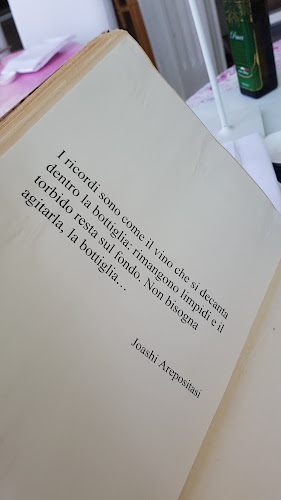 I ricordi sono come il vino che si decanta
dentro la bottiglia: rimangono limpidi e il
torbido resta sul fondo. Non bisogna
agitarla, la bottiglia...
Joashi Arepositasi